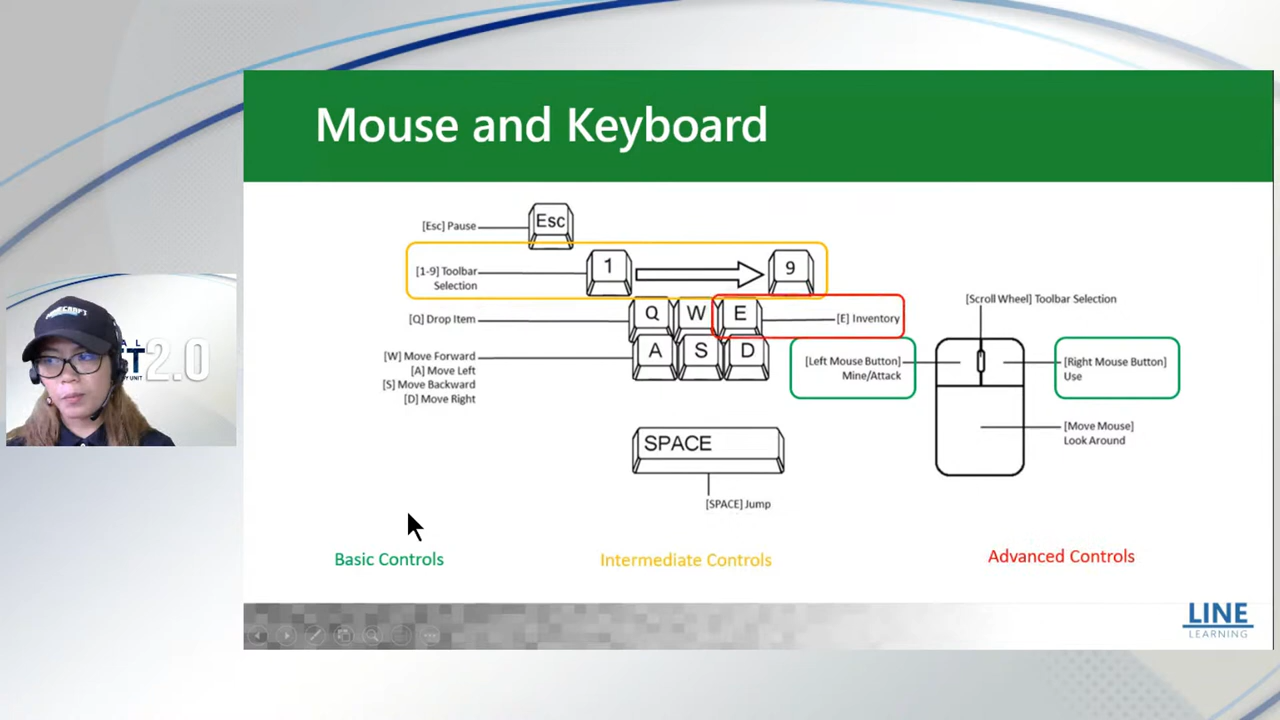 Mouse and Keyboard
[Esc] Pause
Esc
[1-9] Toolbar
Selection
1
9
[Q] Drop Item
Q
W
E
[E] Inventory
[W] Move Forward
[A] Move Left
[S] Move Backward
[D] Move Right
A
S
D
[Scroll Wheel] Toolbar Selection
[Left Mouse Button]
Mine/Attack
[Right Mouse Button]
Use
[Move Mouse]
Look Around
SPACE
[SPACE] Jump
Basic Controls
Intermediate Controls
Advanced Controls
LINE
LEARNING
2.0